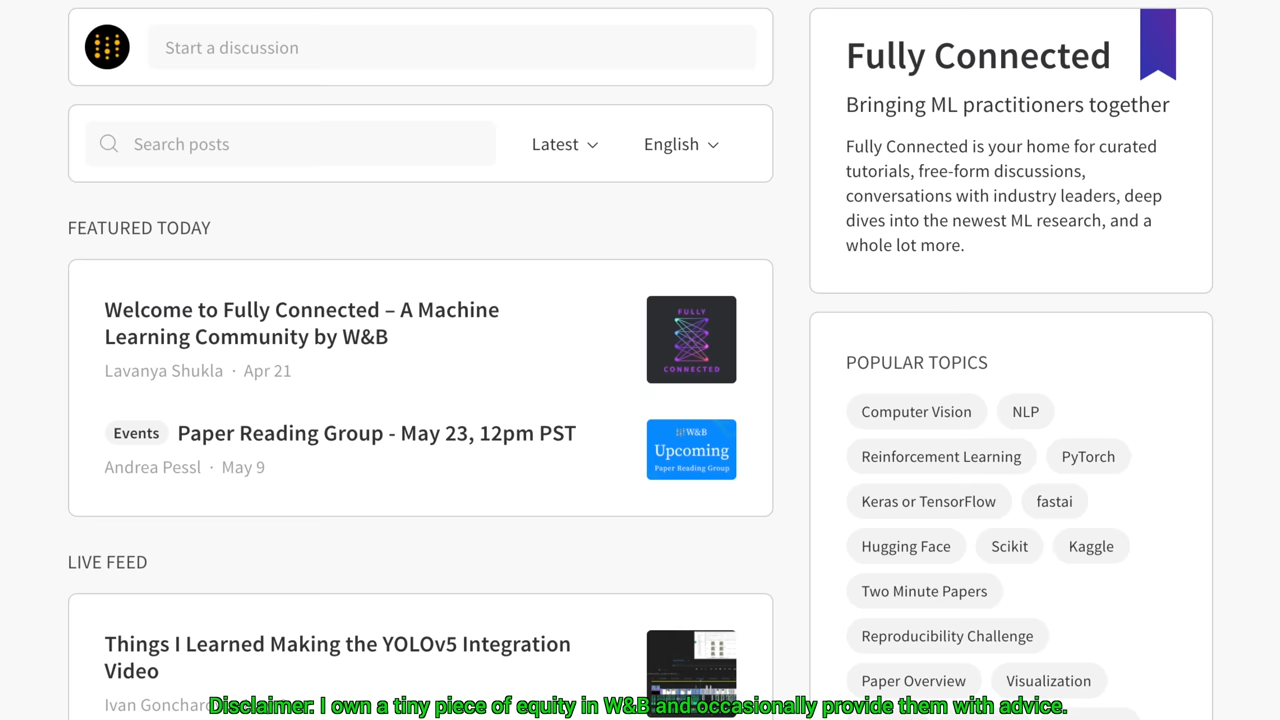 Start a discussion
Search posts
Latest
English
FEATURED TODAY
Welcome to Fully Connected – A Machine
Learning Community by W&B
Lavanya Shukla · Apr 21
FULLY
CONNECTED
Events Paper Reading Group - May 23, 12pm PST
Andrea Pessl · May 9
W&B
Upcoming
Paper Reading Group
LIVE FEED
Things I Learned Making the YOLOv5 Integration
Video
Ivan
Fully Connected
Bringing ML practitioners together
Fully Connected is your home for curated
tutorials, free-form discussions,
conversations with industry leaders, deep
dives into the newest ML research, and a
whole lot more.
POPULAR TOPICS
Computer Vision NLP
Reinforcement Learning PyTorch
Keras or TensorFlow fastai
Hugging Face Scikit Kaggle
Two Minute Papers
Reproducibility Challenge
Paper Overview Visualization
Disclaimer: I own a tiny piece of equity in W&B and occasionally provide them with advice.